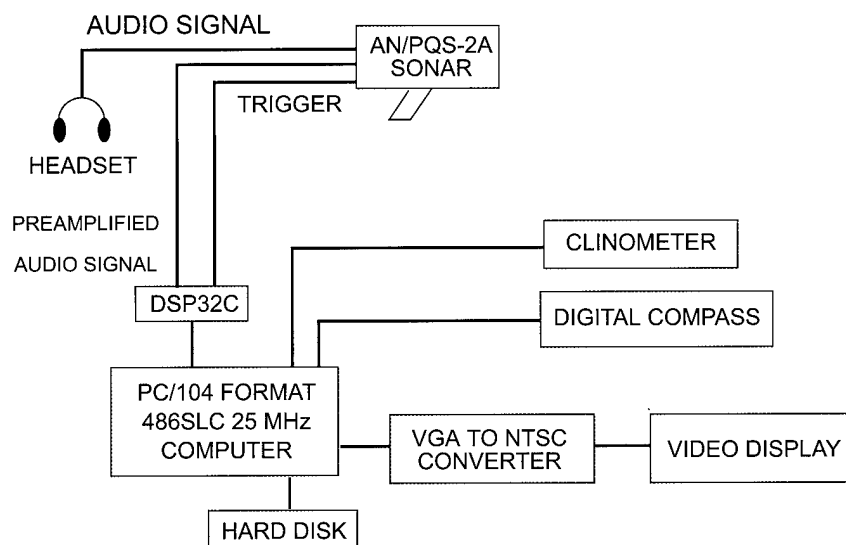 AUDIO SIGNAL
AN/PQS-2A
SONAR
TRIGGER
HEADSET
PREAMPLIFIED
AUDIO SIGNAL
CLINOMETER
DSP32C
DIGITAL COMPASS
PC/104 FORMAT
486SLC 25 MHz
COMPUTER
VGA TO NTSC
CONVERTER
VIDEO DISPLAY
HARD DISK